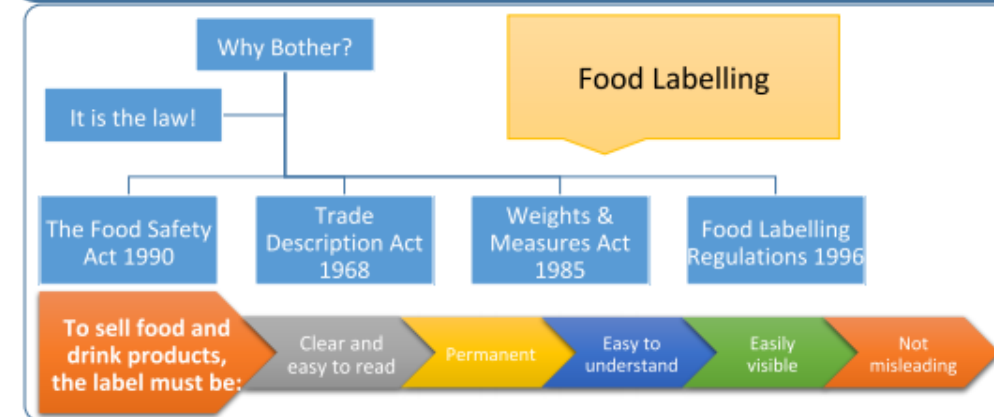 Why Bother?
Food Labelling
It is the law!
The Food Safety
Act 1990
Trade
Description Act
1968
Weights &
Measures Act
1985
Food Labelling
Regulations 1996
To sell food and
drink products,
the label must be:
Clear and
easy to read
Permanent
Easy to
understand
Easily
visible
Not
misleading